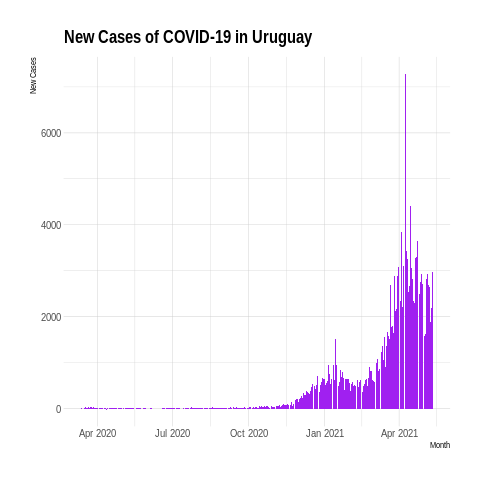 New Cases of COVID-19 in Uruguay
New Cases
6000
4000
2000
0
Apr 2020
Jul 2020
Oct 2020
Jan 2021
Apr 2021
Month